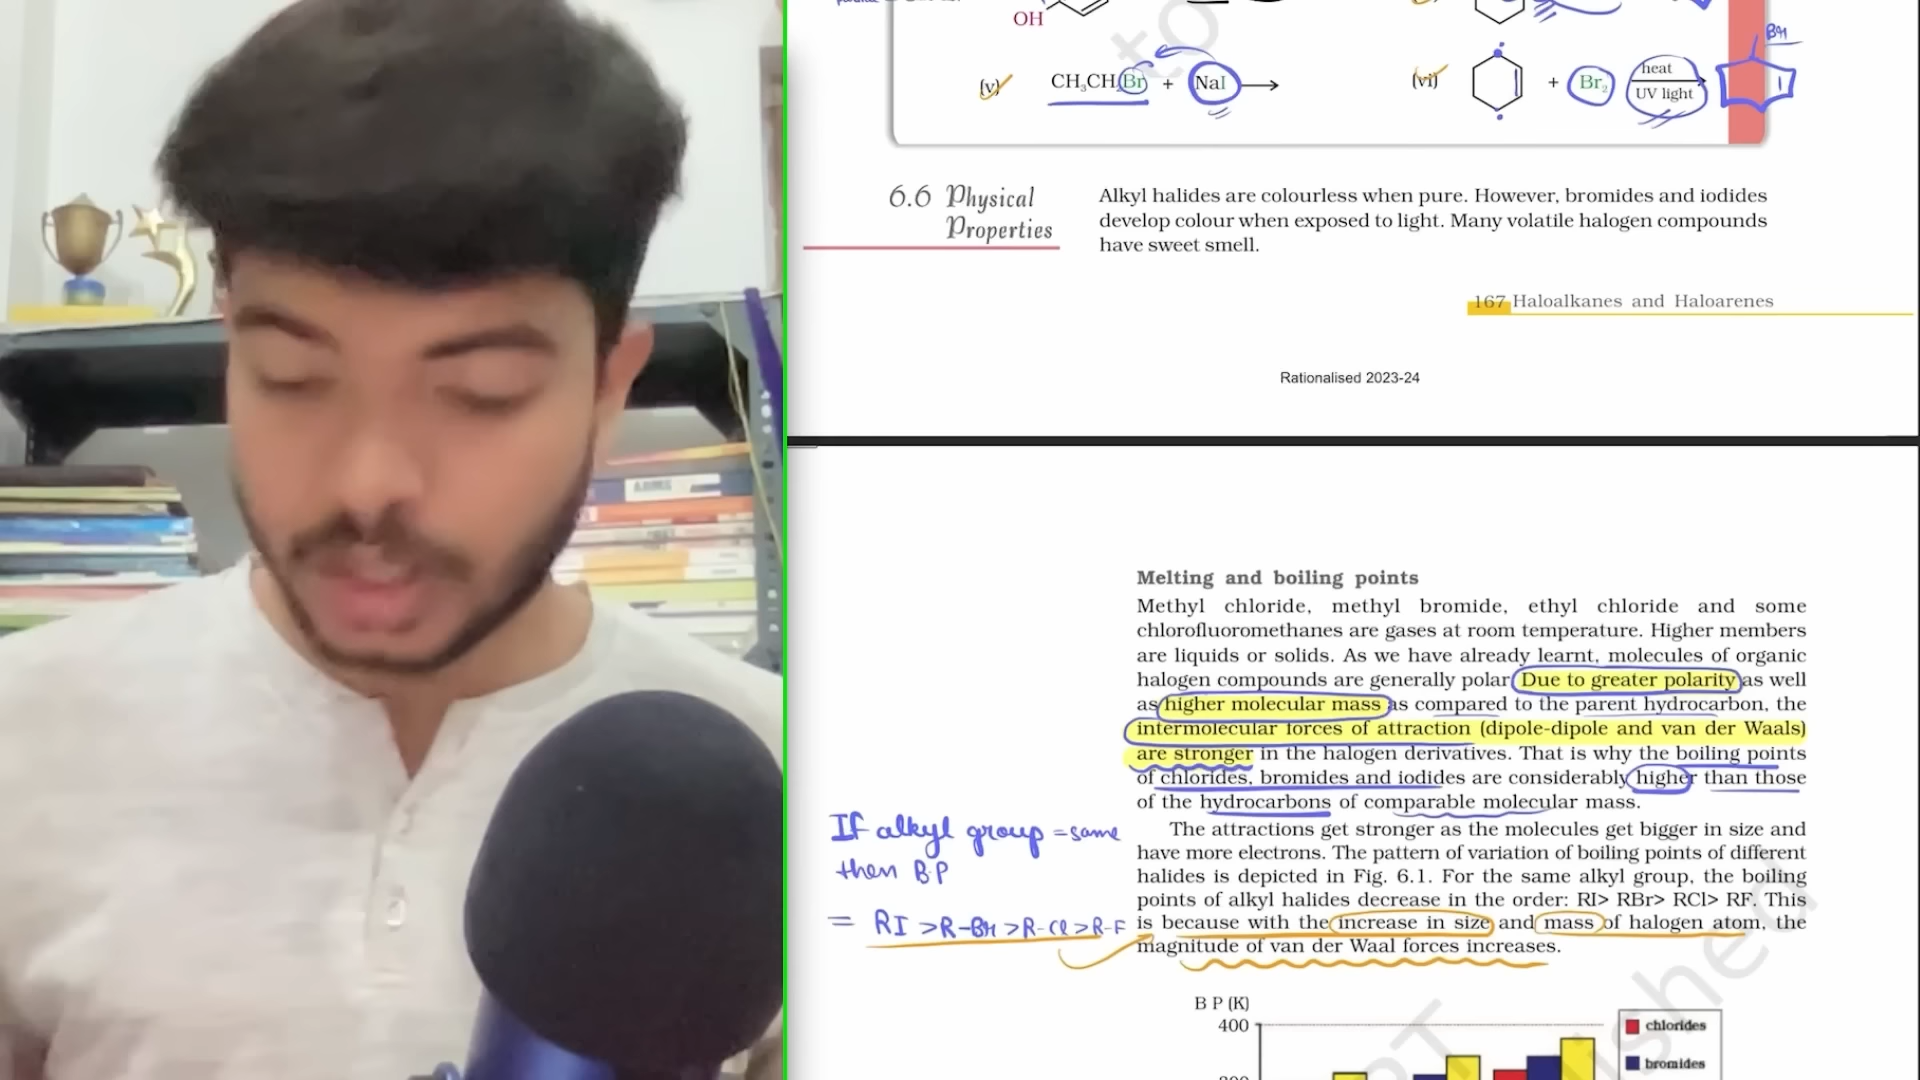 OH
(v) CH₃CH₂Br + NaI
(vi) + Br₂ heat
UV light
Br
6.6 Physical
Properties
Alkyl halides are colourless when pure. However, bromides and iodides
develop colour when exposed to light. Many volatile halogen compounds
have sweet smell.
167 Haloalkanes and Haloarenes
Rationalised 2023-24
Melting and boiling points
Methyl chloride, methyl bromide, ethyl chloride and some
chlorofluoromethanes are gases at room temperature. Higher members
are liquids or solids. As we have already learnt, molecules of organic
halogen compounds are generally polar Due to greater polarity as well
as higher molecular mass as compared to the parent hydrocarbon, the
intermolecular forces of attraction (dipole-dipole and van der Waals)
are stronger in the halogen derivatives. That is why the boiling points
of chlorides, bromides and iodides are considerably higher than those
of the hydrocarbons of comparable molecular mass.
The attractions get stronger as the molecules get bigger in size and
have more electrons. The pattern of variation of boiling points of different
halides is depicted in Fig. 6.1. For the same alkyl group, the boiling
points of alkyl halides decrease in the order: RI> RBr> RCl> RF. This
is because with the increase in size and mass of halogen atom, the
magnitude of van der Waal forces increases.
If alkyl group = same
then B.P
= RI >R-Br >R-Cl >R-F
B P (K)
400
300
chlorides
bromides
to
ished